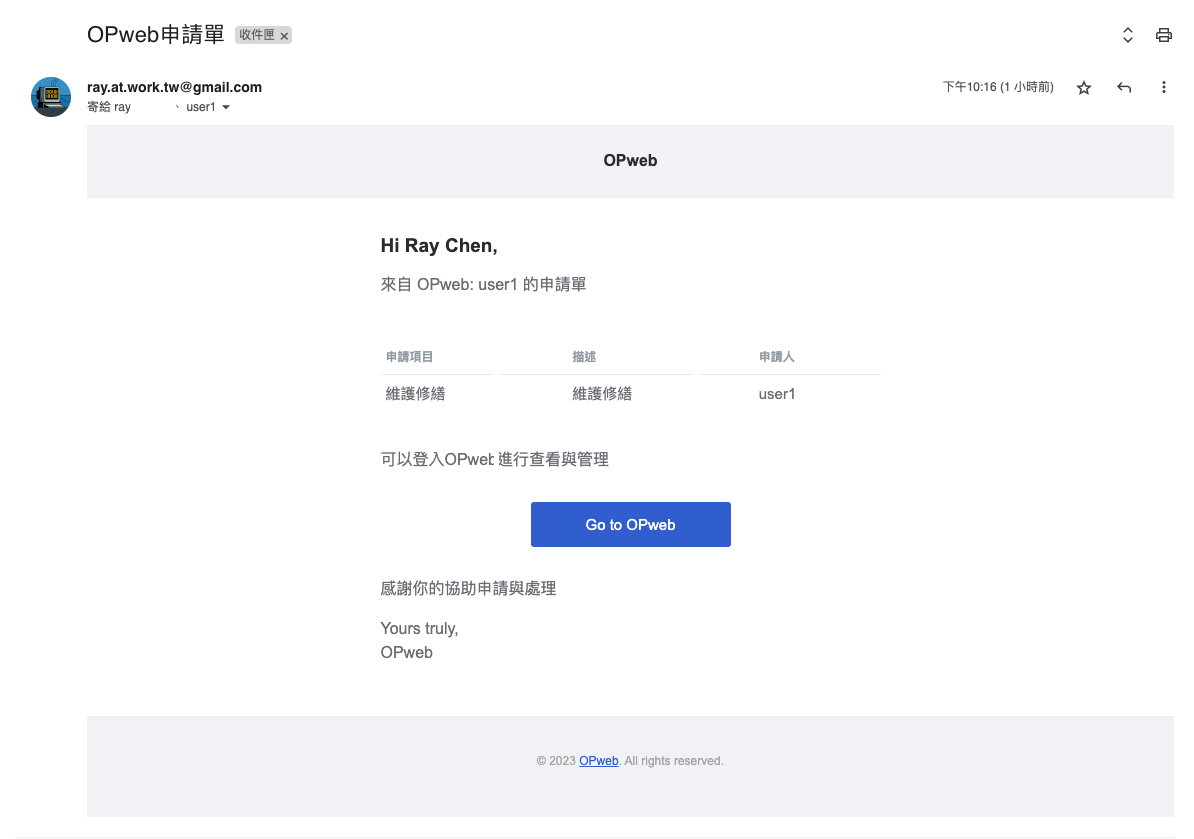 OPweb申請單 收件匣 ×
ray.at.work.tw@gmail.com 下午10:16 (1 小時前)
寄給 ray 、 user1
OPweb
Hi Ray Chen,
來自 OPweb: user1 的申請單
申請項目 描述 申請人
維護修繕 維護修繕 user1
可以登入OPweb 進行查看與管理
Go to OPweb
感謝你的協助申請與處理
Yours truly,
OPweb
© 2023 OPweb. All rights reserved.